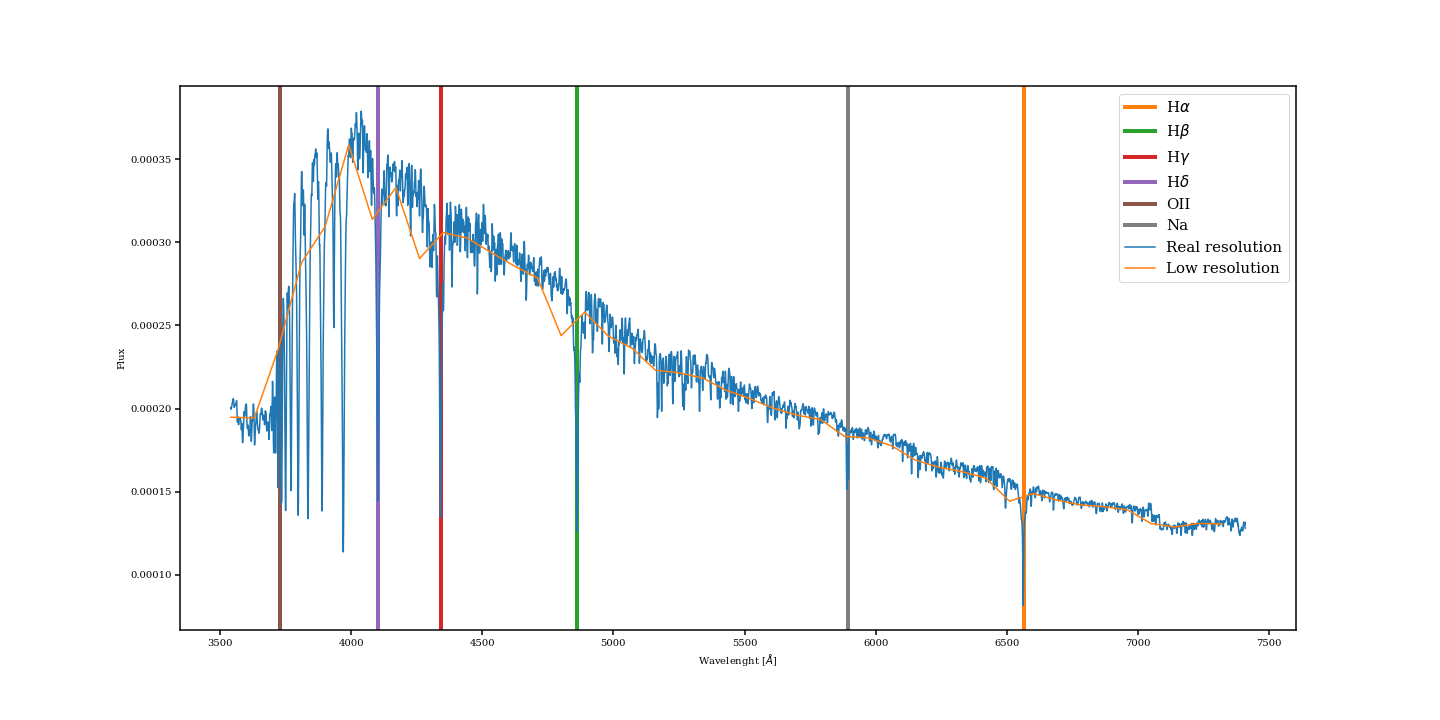 Hα
Hβ
Hγ
Hδ
OII
Na
Real resolution
Low resolution
0.00035
0.00030
0.00025
0.00020
0.00015
0.00010
Flux
3500 4000 4500 5000 5500 6000 6500 7000 7500
Wavelenght [Å]